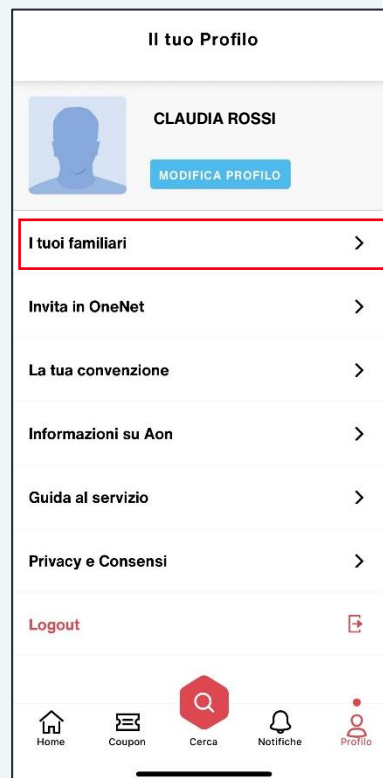 Il tuo Profilo
CLAUDIA ROSSI
MODIFICA PROFILO
I tuoi familiari
Invita in OneNet
La tua convenzione
Informazioni su Aon
Guida al servizio
Privacy e Consensi
Logout
Home Coupon Cerca Notifiche Profilo